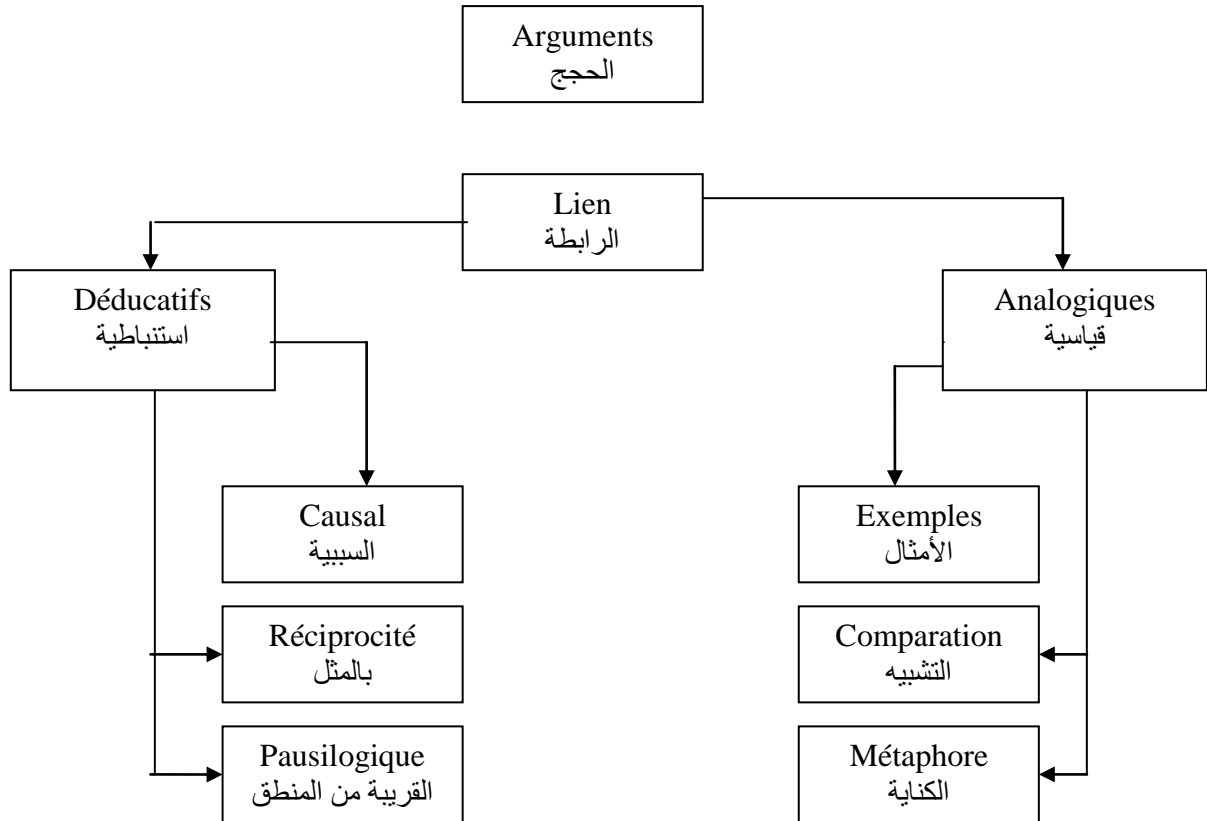 Arguments
الحجج
Lien
الرابطة
Déducatifs
استنباطية
Analogiques
قياسية
Causal
السببية
Exemples
الأمثال
Réciprocité
بالمثل
Comparation
التشبيه
Pausilogique
القريبة من المنطق
Métaphore
الكناية